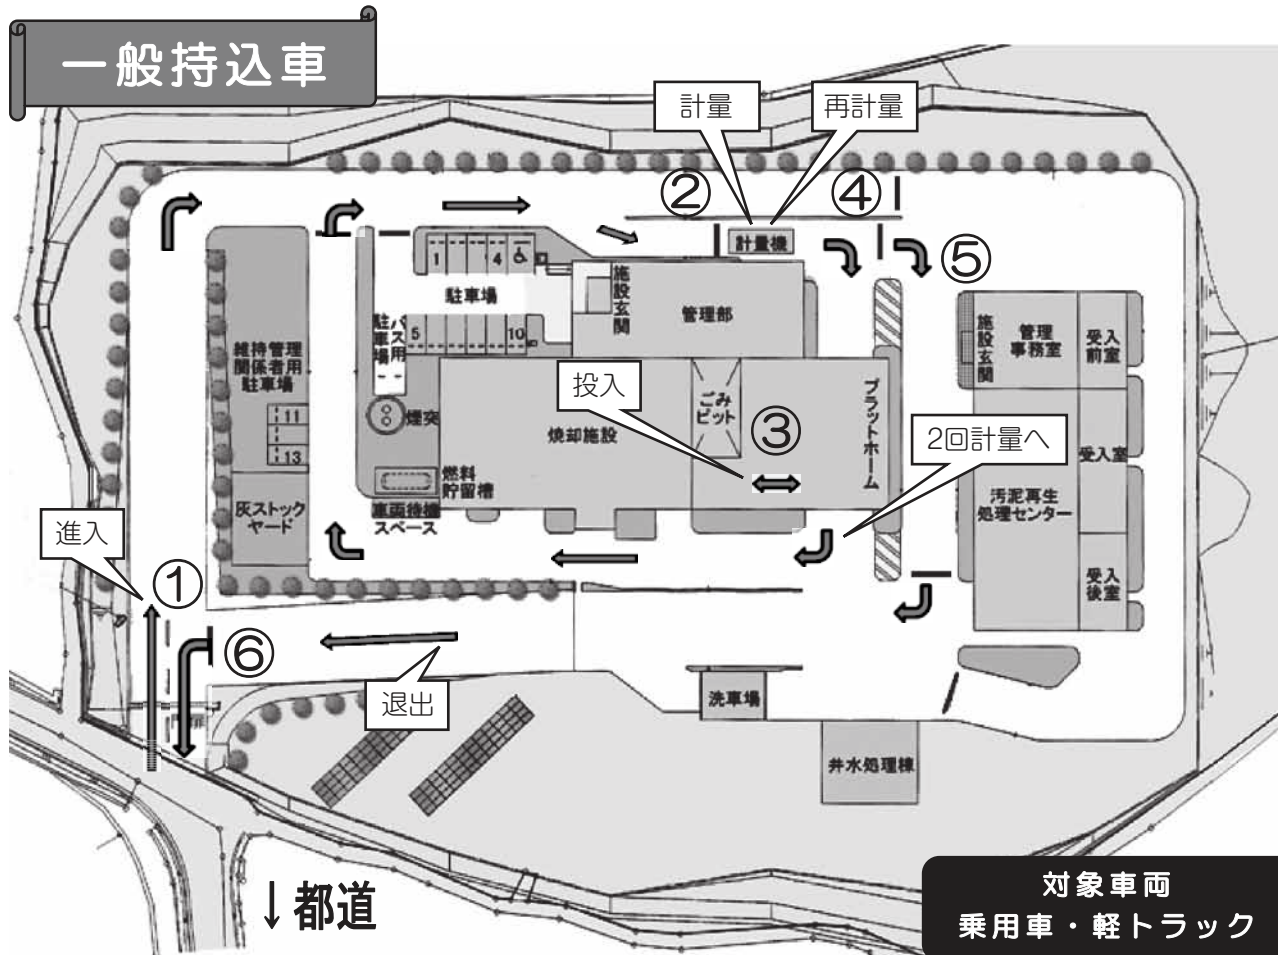 一般持込車
計量
再計量
②
④
計量機
⑤
1
4
駐車場
5
10
バス用
駐車場
施設玄関
管理部
施設玄関
管理
事務室
受入
前室
維持管理
関係者用
駐車場
11
13
煙突
投入
ごみ
ピット
③
プラットホーム
焼却施設
2回計量へ
受入室
汚泥再生
処理センター
燃料
貯留槽
車両待機
スペース
灰ストック
ヤード
進入
①
受入
後室
⑥
退出
洗車場
井水処理棟
↓都道
対象車両
乗用車・軽トラック